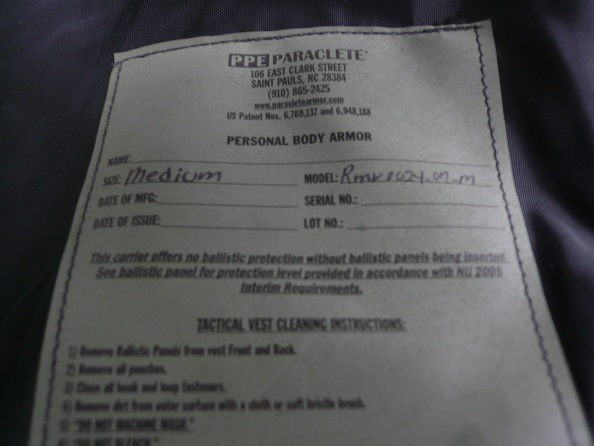 PPE PARACLETE
106 EAST CLARK STREET
SAINT PAULS, NC 28384
(910) 865-2425
www.paracletearmor.com
US Patent Nos. 6,769,137 and 6,948,188
PERSONAL BODY ARMOR
NAME:
SIZE: Medium MODEL:
DATE OF MFG: SERIAL NO.:
DATE OF ISSUE: LOT NO.:
This carrier offers no ballistic protection without ballistic panels being inserted.
See ballistic panel for protection level provided in accordance with NIJ 2005
Interim Requirements.
TACTICAL VEST CLEANING INSTRUCTIONS:
1) Remove Ballistic Panels from vest Front and Back.
2) Remove all pouches.
3) Close all hook and loop fasteners.
4) Remove dirt from outer surface with a cloth or soft bristle brush.
5) "DO NOT MACHINE WASH."
"DO NOT BLEACH."